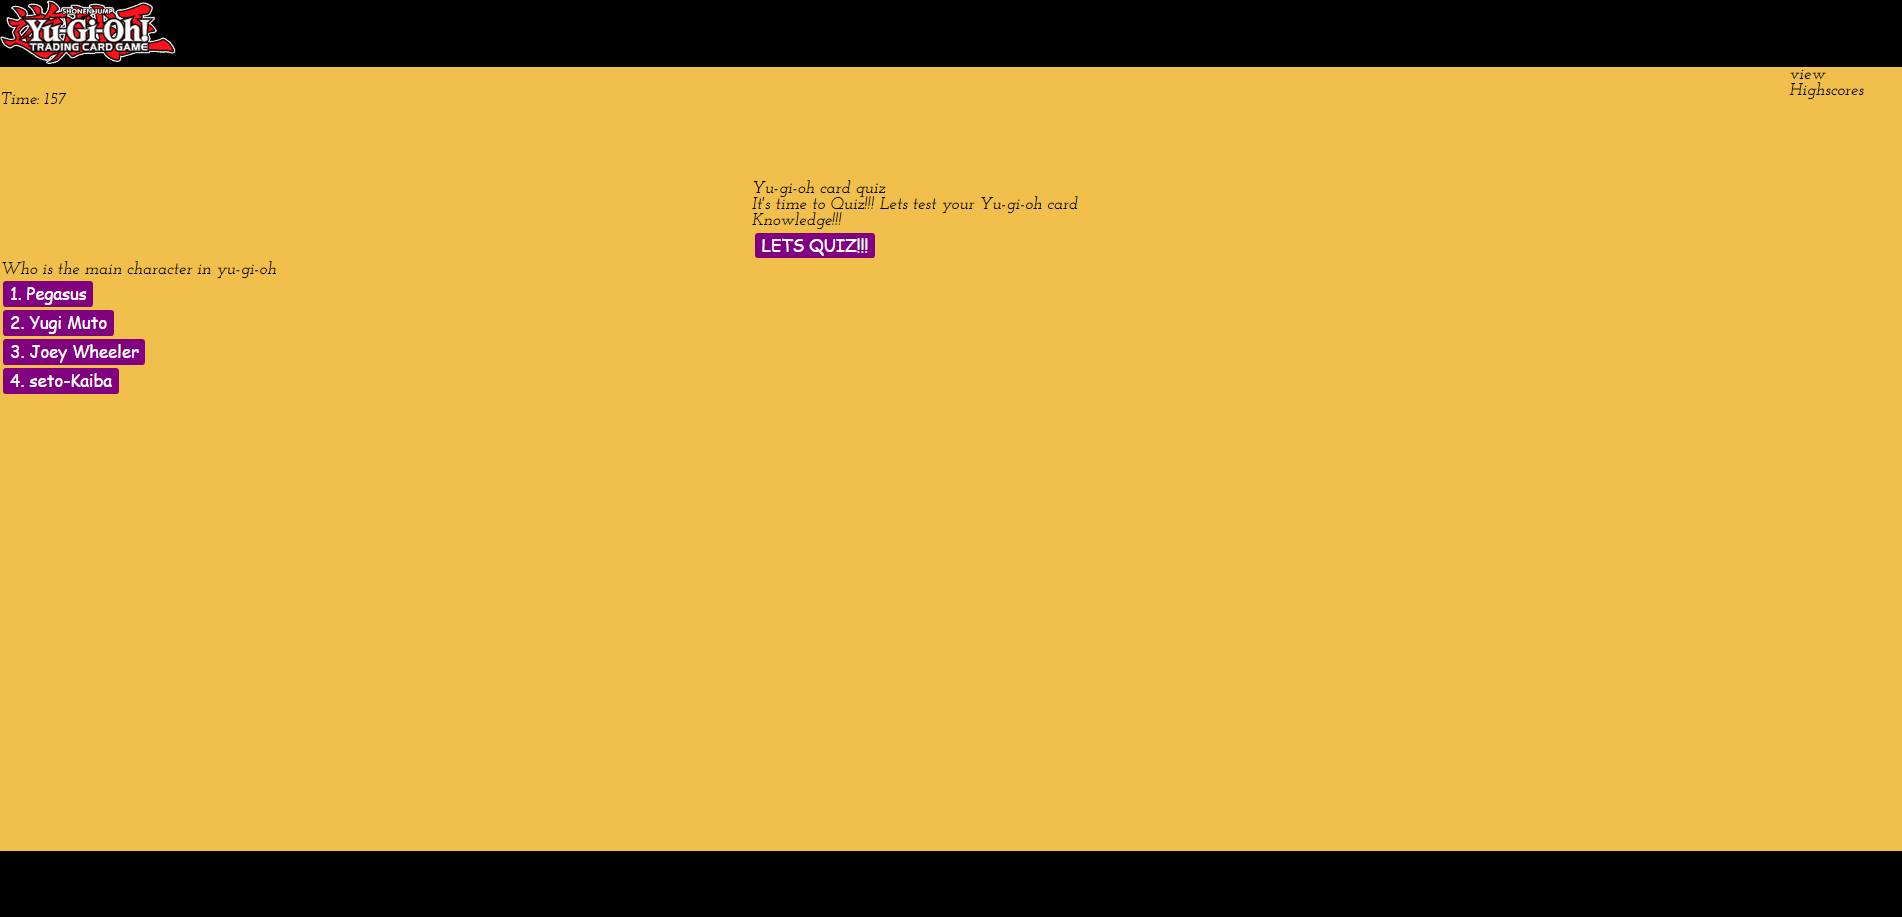 SHONEN JUMP
Yu-Gi-Oh!
TRADING CARD GAME
view
Highscores
Time: 157
Yu-gi-oh card quiz
It's time to Quiz!!! Lets test your Yu-gi-oh card
Knowledge!!!
LETS QUIZ!!!
Who is the main character in yu-gi-oh
1. Pegasus
2. Yugi Muto
3. Joey Wheeler
4. seto-Kaiba